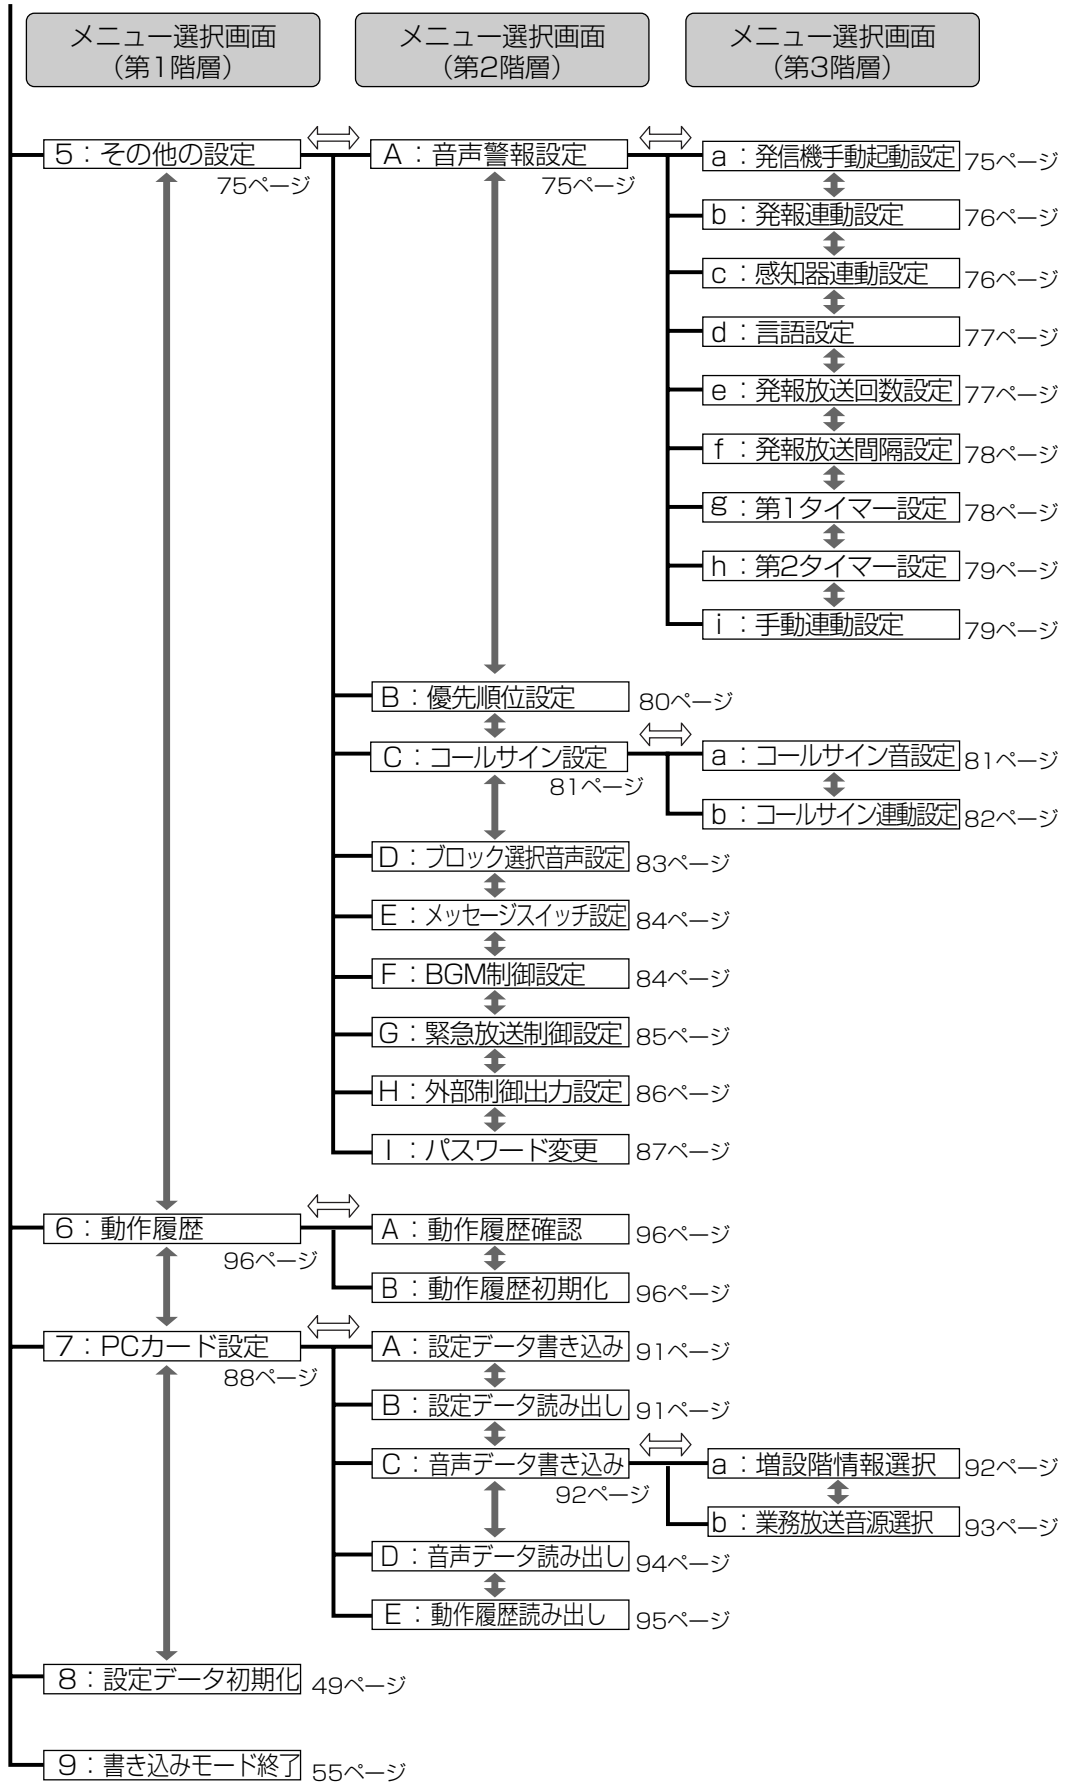 メニュー選択画面
（第1階層）
メニュー選択画面
（第2階層）
メニュー選択画面
（第3階層）
5：その他の設定
75ページ
A：音声警報設定
75ページ
a：発信機手動起動設定 75ページ
b：発報連動設定 76ページ
c：感知器連動設定 76ページ
d：言語設定 77ページ
e：発報放送回数設定 77ページ
f：発報放送間隔設定 78ページ
g：第1タイマー設定 78ページ
h：第2タイマー設定 79ページ
i：手動連動設定 79ページ
B：優先順位設定 80ページ
C：コールサイン設定
81ページ
a：コールサイン音設定 81ページ
b：コールサイン連動設定 82ページ
D：ブロック選択音声設定 83ページ
E：メッセージスイッチ設定 84ページ
F：BGM制御設定 84ページ
G：緊急放送制御設定 85ページ
H：外部制御出力設定 86ページ
I：パスワード変更 87ページ
6：動作履歴
96ページ
A：動作履歴確認 96ページ
B：動作履歴初期化 96ページ
7：PCカード設定
88ページ
A：設定データ書き込み 91ページ
B：設定データ読み出し 91ページ
C：音声データ書き込み
92ページ
a：増設階情報選択 92ページ
b：業務放送音源選択 93ページ
D：音声データ読み出し 94ページ
E：動作履歴読み出し 95ページ
8：設定データ初期化 49ページ
9：書き込みモード終了 55ページ